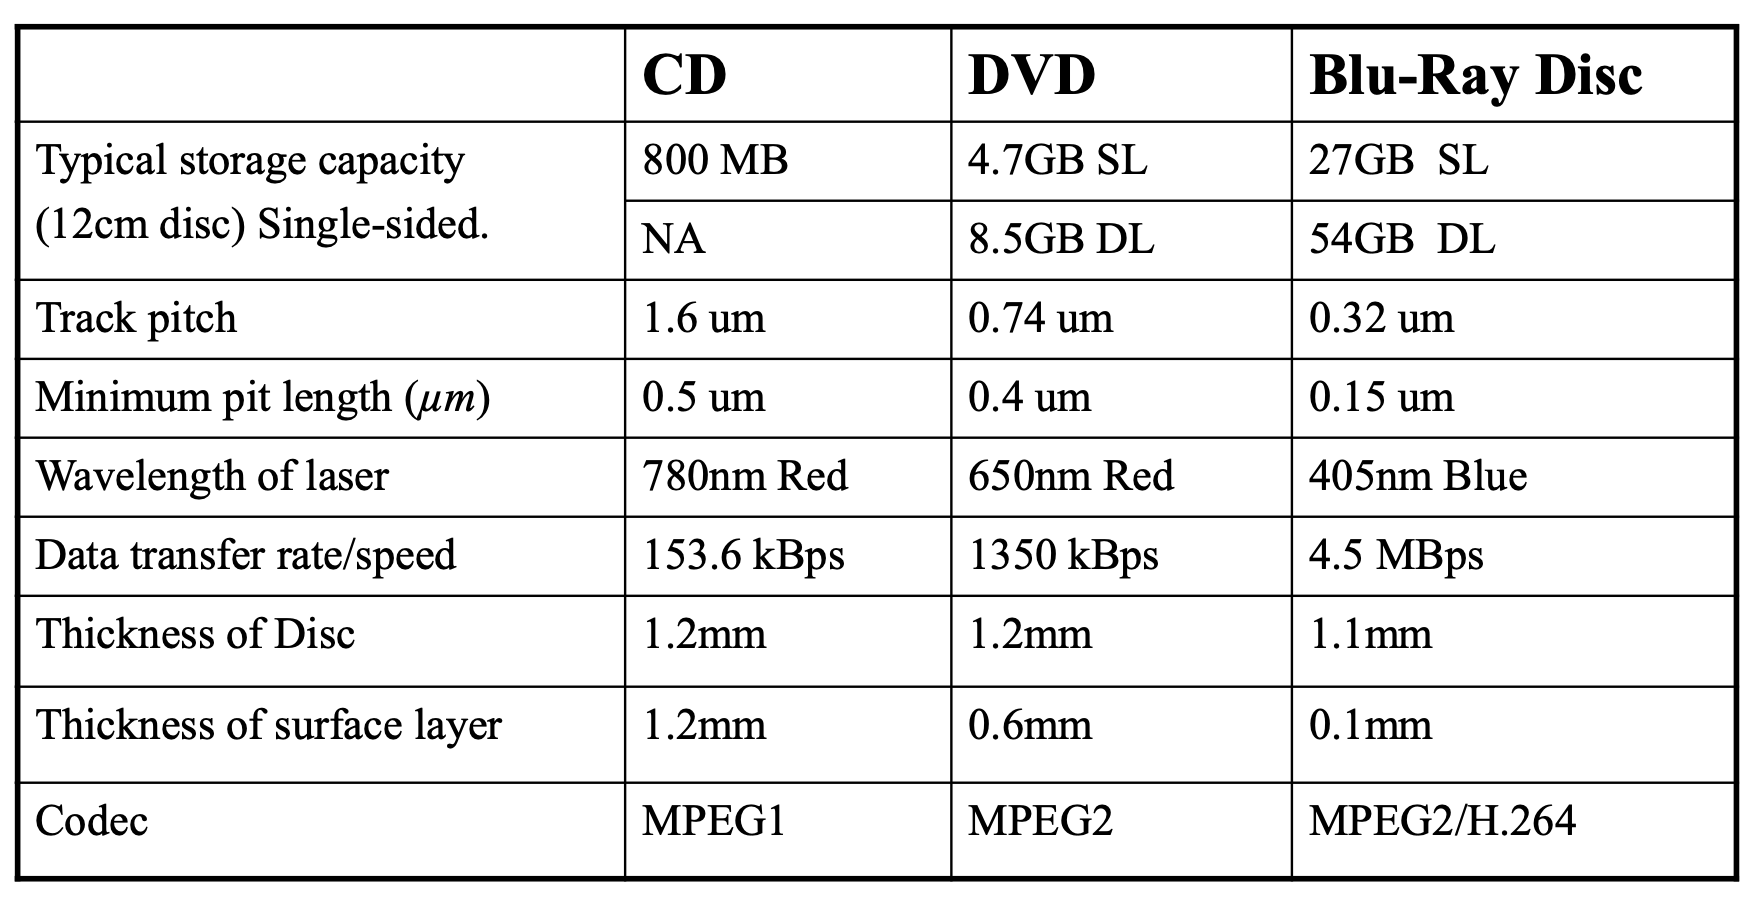 CD DVD Blu-Ray Disc
Typical storage capacity 800 MB 4.7GB SL 27GB  SL
(12cm disc) Single-sided. NA 8.5GB DL 54GB  DL
Track pitch 1.6 um 0.74 um 0.32 um
Minimum pit length (μm) 0.5 um 0.4 um 0.15 um
Wavelength of laser 780nm Red 650nm Red 405nm Blue
Data transfer rate/speed 153.6 kBps 1350 kBps 4.5 MBps
Thickness of Disc 1.2mm 1.2mm 1.1mm
Thickness of surface layer 1.2mm 0.6mm 0.1mm
Codec MPEG1 MPEG2 MPEG2/H.264